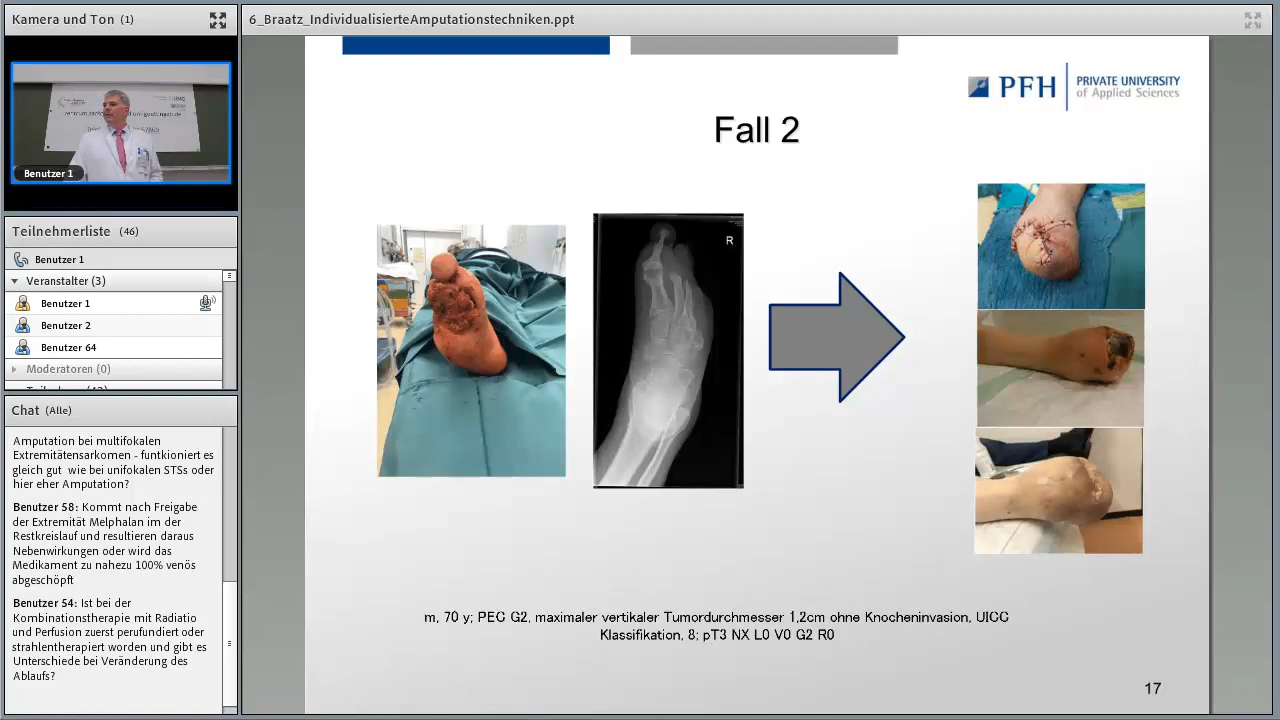 Kamera und Ton (1)
Benutzer 1
Teilnehmerliste (46)
Benutzer 1
Veranstalter (3)
Benutzer 1
Benutzer 2
Benutzer 64
Moderatoren (0)
Chat (Alle)
Amputation bei multifokalen
Extremitätensarkomen - funtkioniert es
gleich gut wie bei unifokalen STSs oder
hier eher Amputation?
Benutzer 58: Kommt nach Freigabe
der Extremität Melphalan im der
Restkreislauf und resultieren daraus
Nebenwirkungen oder wird das
Medikament zu nahezu 100% venös
abgeschöpft
Benutzer 54: Ist bei der
Kombinationstherapie mit Radiatio
und Perfusion zuerst perufundiert oder
strahlentherapiert worden und gibt es
Unterschiede bei Veränderung des
Ablaufs?
6_Braatz_IndividualisierteAmputationstechniken.ppt
PFH PRIVATE UNIVERSITY
of Applied Sciences
Fall 2
R
m, 70 y; PEC G2, maximaler vertikaler Tumordurchmesser 1,2cm ohne Knocheninvasion, UICC
Klassifikation, 8; pT3 NX L0 V0 G2 R0
17